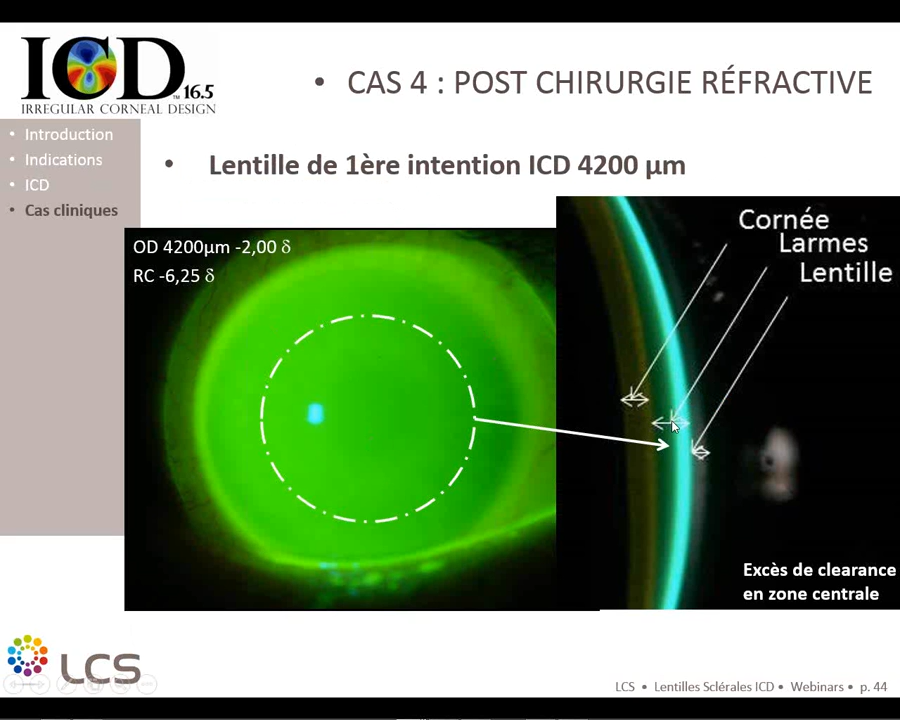 ICD
™ 16.5
IRREGULAR CORNEAL DESIGN
• CAS 4 : POST CHIRURGIE RÉFRACTIVE
• Introduction
• Indications
• ICD
• Cas cliniques
• Lentille de 1ère intention ICD 4200 µm
OD 4200µm -2,00 δ
RC -6,25 δ
Cornée
Larmes
Lentille
Excès de clearance
en zone centrale
LCS
LCS • Lentilles Sclérales ICD • Webinars • p. 44